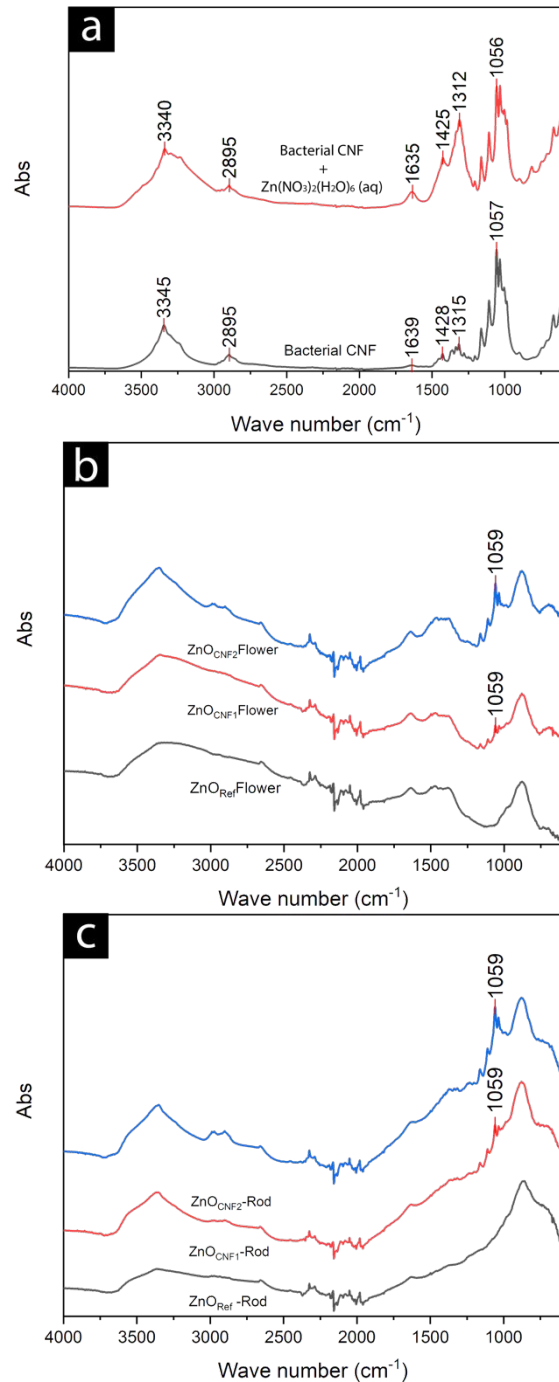 a
Abs
3340
2895
1635
1425
1312
1056
Bacterial CNF
+
Zn(NO₃)₂(H₂O)₆ (aq)
3345
2895
1639
1428
1315
1057
Bacterial CNF
4000 3500 3000 2500 2000 1500 1000
Wave number (cm⁻¹)
b
Abs
1059
ZnO_CNF2Flower
1059
ZnO_CNF1Flower
ZnO_RefFlower
4000 3500 3000 2500 2000 1500 1000
Wave number (cm⁻¹)
c
Abs
1059
1059
ZnO_CNF2-Rod
ZnO_CNF1-Rod
ZnO_Ref -Rod
4000 3500 3000 2500 2000 1500 1000
Wave number (cm⁻¹)